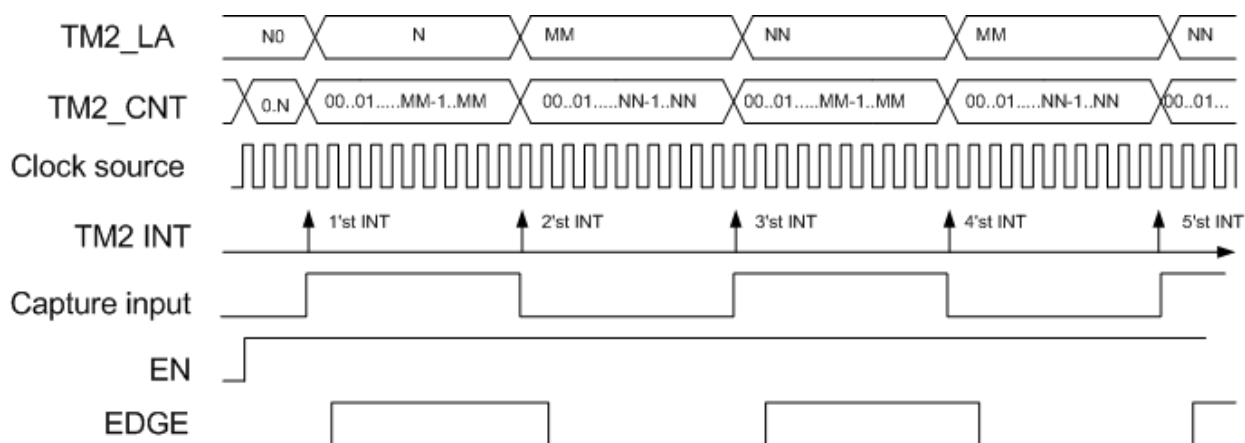 TM2_LA N0 N MM NN MM NN
TM2_CNT 0..N 00..01.....MM-1..MM 00..01.....NN-1..NN 00..01.....MM-1..MM 00..01.....NN-1..NN 00..01...
Clock source
TM2 INT 1'st INT 2'st INT 3'st INT 4'st INT 5'st INT
Capture input
EN
EDGE